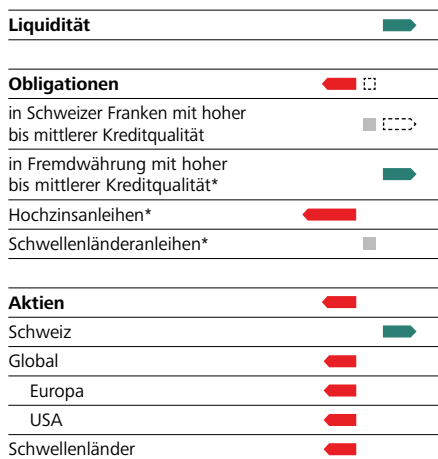 Liquidität
Obligationen
in Schweizer Franken mit hoher
bis mittlerer Kreditqualität
in Fremdwährung mit hoher
bis mittlerer Kreditqualität*
Hochzinsanleihen*
Schwellenländeranleihen*
Aktien
Schweiz
Global
Europa
USA
Schwellenländer